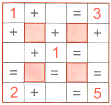 1 + = 3
+ + +
+ 1 =
= = =
2 + = 5